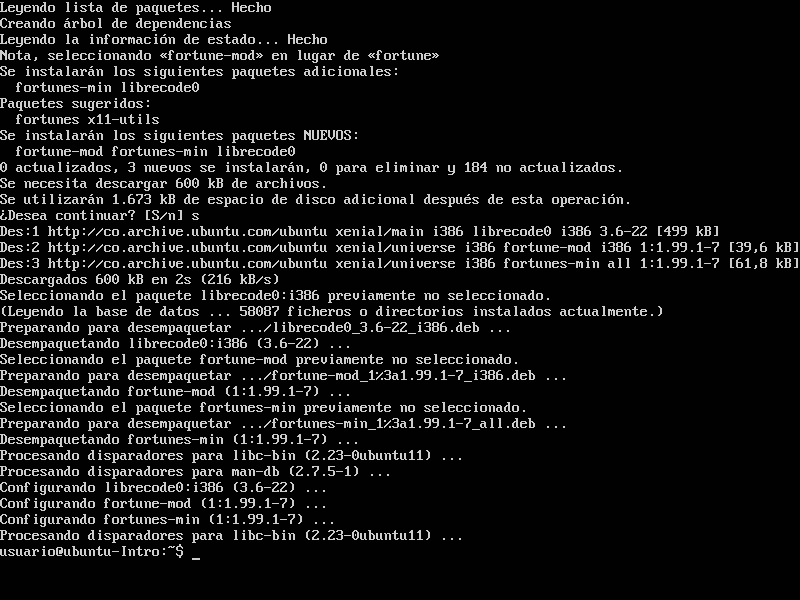 Leyendo lista de paquetes... Hecho
Creando árbol de dependencias
Leyendo la información de estado... Hecho
Nota, seleccionando «fortune-mod» en lugar de «fortune»
Se instalarán los siguientes paquetes adicionales:
  fortunes-min librecode0
Paquetes sugeridos:
  fortunes x11-utils
Se instalarán los siguientes paquetes NUEVOS:
  fortune-mod fortunes-min librecode0
0 actualizados, 3 nuevos se instalarán, 0 para eliminar y 184 no actualizados.
Se necesita descargar 600 kB de archivos.
Se utilizarán 1.673 kB de espacio de disco adicional después de esta operación.
¿Desea continuar? [S/n] s
Des:1 http://co.archive.ubuntu.com/ubuntu xenial/main i386 librecode0 i386 3.6-22 [499 kB]
Des:2 http://co.archive.ubuntu.com/ubuntu xenial/universe i386 fortune-mod i386 1:1.99.1-7 [39,6 kB]
Des:3 http://co.archive.ubuntu.com/ubuntu xenial/universe i386 fortunes-min all 1:1.99.1-7 [61,8 kB]
Descargados 600 kB en 2s (216 kB/s)
Seleccionando el paquete librecode0:i386 previamente no seleccionado.
(Leyendo la base de datos ... 58087 ficheros o directorios instalados actualmente.)
Preparando para desempaquetar .../librecode0_3.6-22_i386.deb ...
Desempaquetando librecode0:i386 (3.6-22) ...
Seleccionando el paquete fortune-mod previamente no seleccionado.
Preparando para desempaquetar .../fortune-mod_1%3a1.99.1-7_i386.deb ...
Desempaquetando fortune-mod (1:1.99.1-7) ...
Seleccionando el paquete fortunes-min previamente no seleccionado.
Preparando para desempaquetar .../fortunes-min_1%3a1.99.1-7_all.deb ...
Desempaquetando fortunes-min (1:1.99.1-7) ...
Procesando disparadores para libc-bin (2.23-0ubuntu11) ...
Procesando disparadores para man-db (2.7.5-1) ...
Configurando librecode0:i386 (3.6-22) ...
Configurando fortune-mod (1:1.99.1-7) ...
Configurando fortunes-min (1:1.99.1-7) ...
Procesando disparadores para libc-bin (2.23-0ubuntu11) ...
usuario@ubuntu-Intro:~$ _